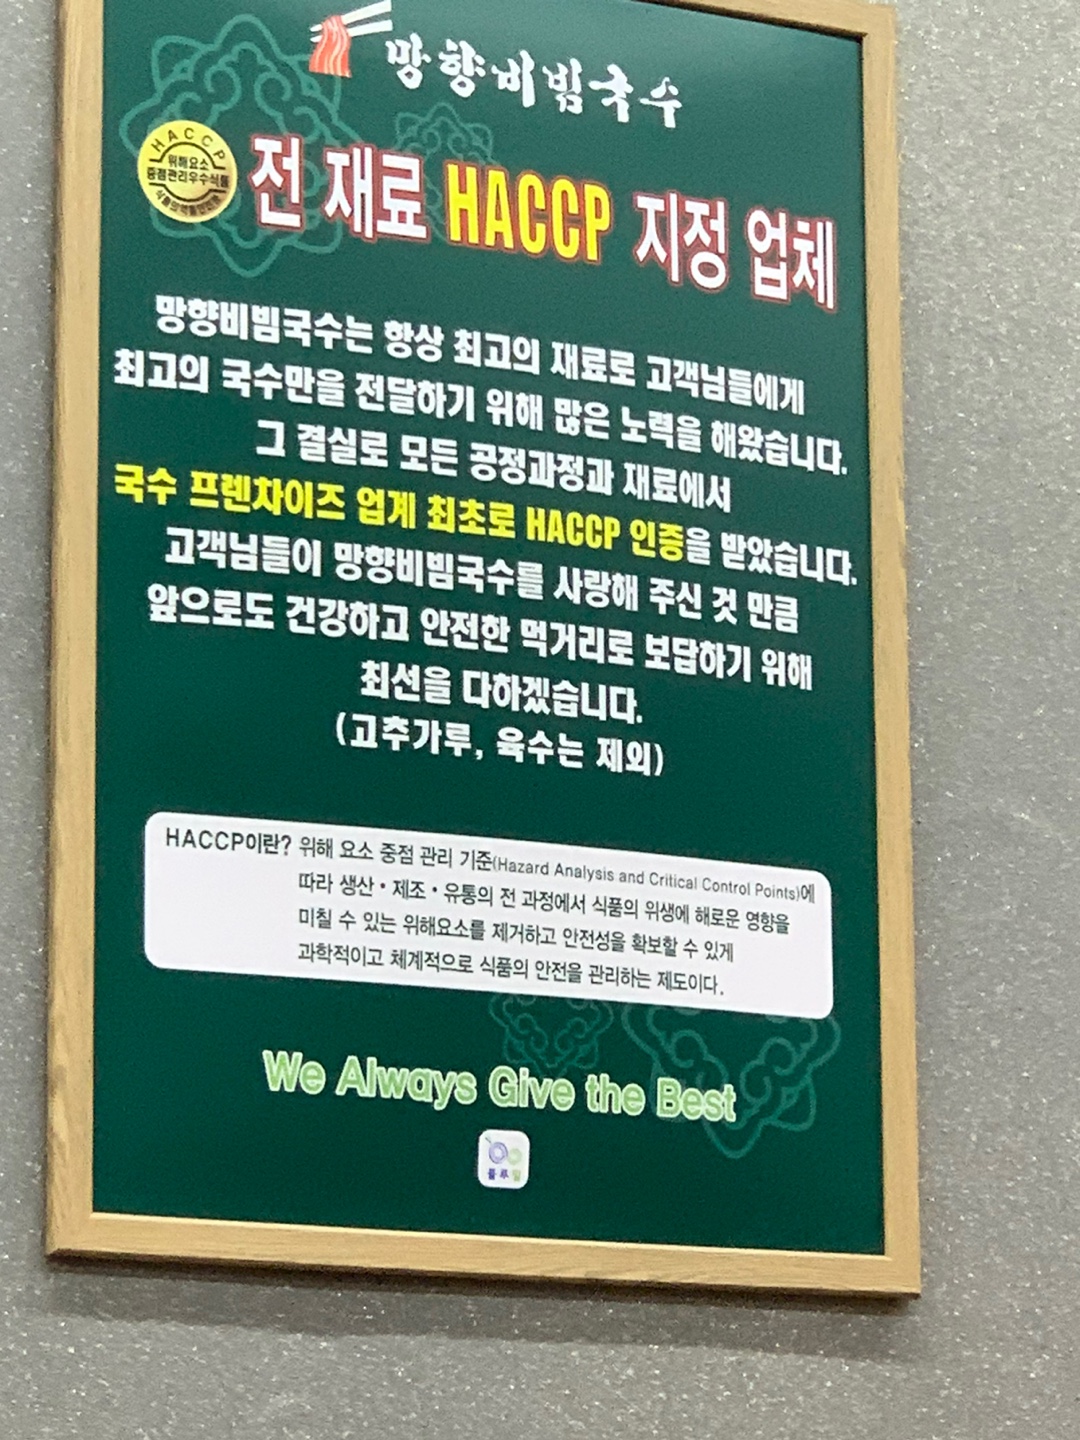 망향비빔국수
HACCP
위해요소
중점관리우수식품
전 재료 HACCP 지정 업체
망향비빔국수는 항상 최고의 재료로 고객님들에게
최고의 국수만을 전달하기 위해 많은 노력을 해왔습니다.
그 결실로 모든 공정과정과 재료에서
국수 프렌차이즈 업계 최초로 HACCP 인증을 받았습니다.
고객님들이 망향비빔국수를 사랑해 주신 것 만큼
앞으로도 건강하고 안전한 먹거리로 보답하기 위해
최선을 다하겠습니다.
(고추가루, 육수는 제외)
HACCP이란? 위해 요소 중점 관리 기준(Hazard Analysis and Critical Control Points)에
따라 생산·제조·유통의 전 과정에서 식품의 위생에 해로운 영향을
미칠 수 있는 위해요소를 제거하고 안전성을 확보할 수 있게
과학적이고 체계적으로 식품의 안전을 관리하는 제도이다.
We Always Give the Best